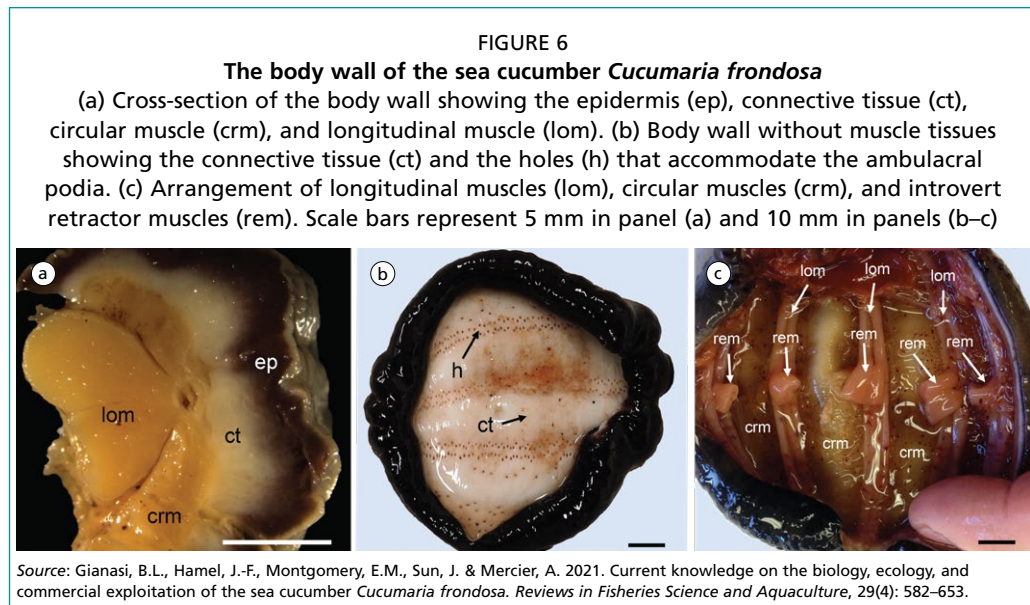 FIGURE 6
The body wall of the sea cucumber Cucumaria frondosa
(a) Cross-section of the body wall showing the epidermis (ep), connective tissue (ct),
circular muscle (crm), and longitudinal muscle (lom). (b) Body wall without muscle tissues
showing the connective tissue (ct) and the holes (h) that accommodate the ambulacral
podia. (c) Arrangement of longitudinal muscles (lom), circular muscles (crm), and introvert
retractor muscles (rem). Scale bars represent 5 mm in panel (a) and 10 mm in panels (b–c)
a
ep
lom
ct
crm
b
h
ct
c
lom lom lom
rem rem rem rem rem
crm crm crm
Source: Gianasi, B.L., Hamel, J.-F., Montgomery, E.M., Sun, J. & Mercier, A. 2021. Current knowledge on the biology, ecology, and
commercial exploitation of the sea cucumber Cucumaria frondosa. Reviews in Fisheries Science and Aquaculture, 29(4): 582–653.